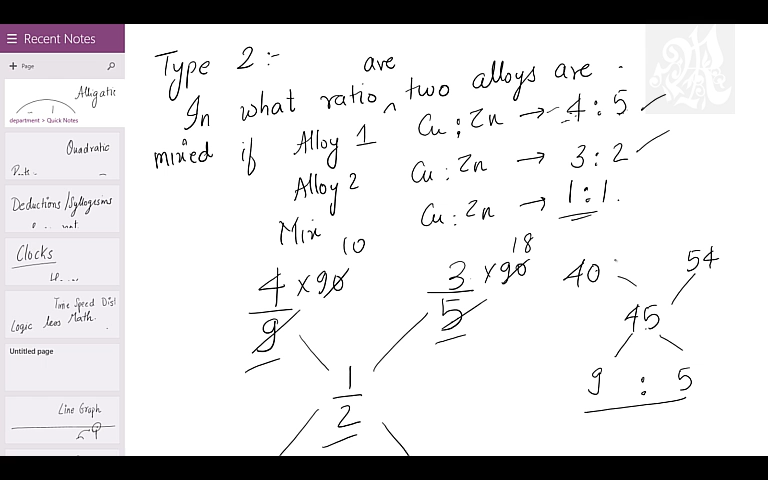 Recent Notes
+ Page
Alligatio
department > Quick Notes
Quadratic
Deductions/Syllogisms
Clocks
Time Speed Dist
Logic less Math.
Untitled page
Line Graph
Type 2 :-
are
In what ratio ^ two alloys are
mixed if Alloy 1 Cu : Zn → 4 : 5
Alloy 2 Cu : Zn → 3 : 2
Mix Cu : Zn → 1 : 1.
10 18
4/9 × 90 3/5 × 90 40 54
1/2 45
9 : 5